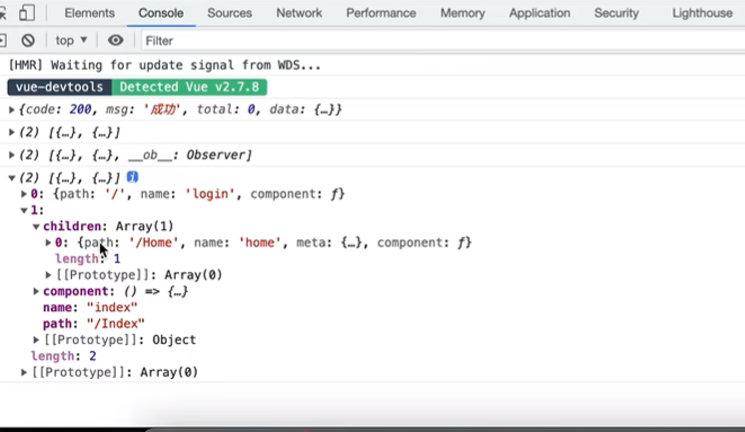 Elements Console Sources Network Performance Memory Application Security Lighthouse
top ▼ Filter
[HMR] Waiting for update signal from WDS...
vue-devtools Detected Vue v2.7.8
▶{code: 200, msg: '成功', total: 0, data: {…}}
▶(2) [{…}, {…}]
▶(2) [{…}, {…}, __ob__: Observer]
▼(2) [{…}, {…}] i
▶0: {path: '/', name: 'login', component: ƒ}
▼1:
▼children: Array(1)
▶0: {path: '/Home', name: 'home', meta: {…}, component: ƒ}
length: 1
▶[[Prototype]]: Array(0)
▶component: () => {…}
name: "index"
path: "/Index"
▶[[Prototype]]: Object
length: 2
▶[[Prototype]]: Array(0)